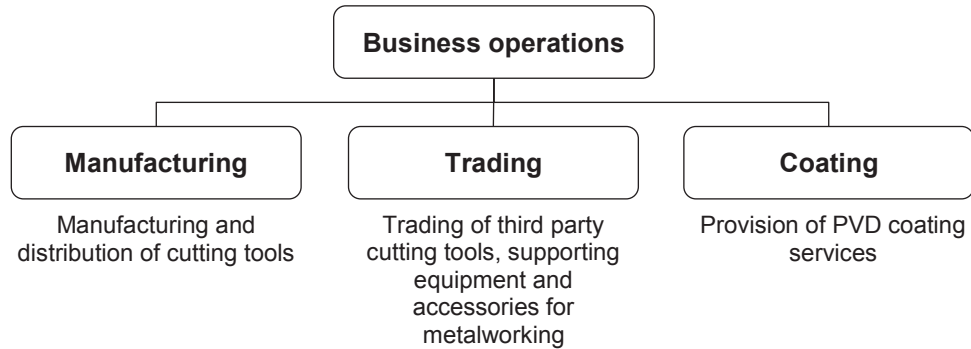 Business operations
Manufacturing
Trading
Coating
Manufacturing and
distribution of cutting tools
Trading of third party
cutting tools, supporting
equipment and
accessories for
metalworking
Provision of PVD coating
services